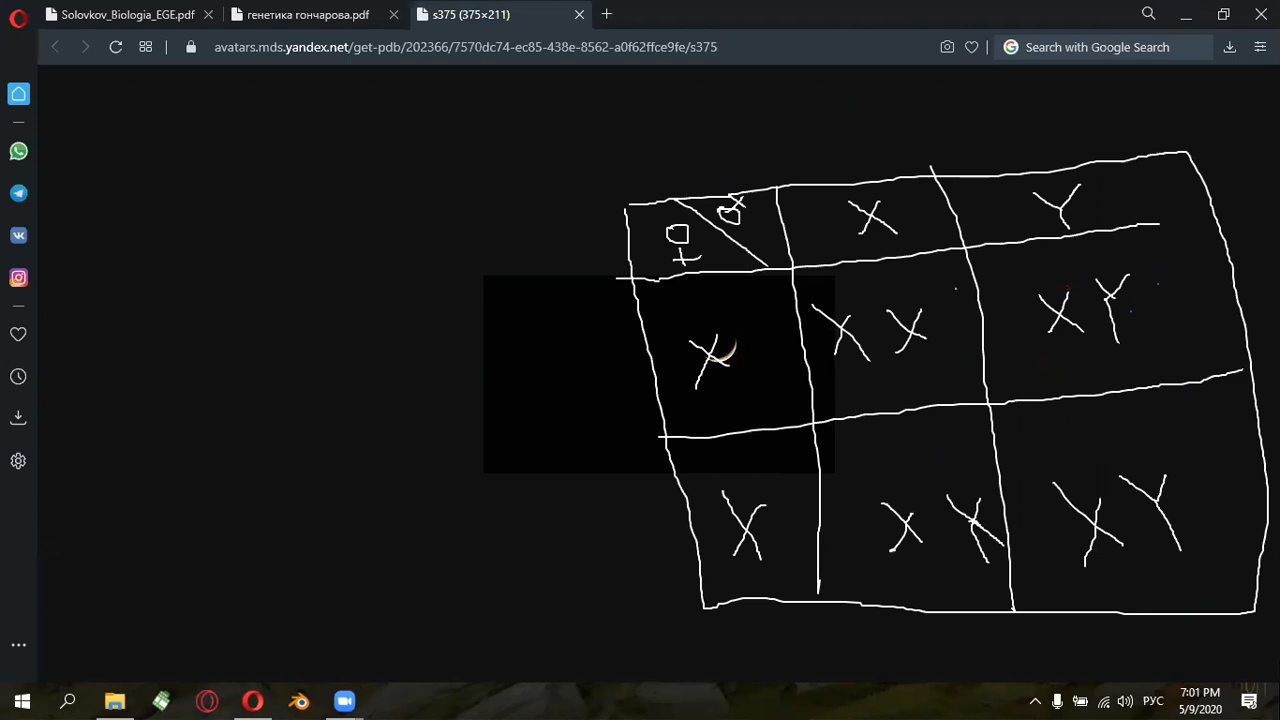 Solovkov_Biologia_EGE.pdf
генетика гончарова.pdf
s375 (375×211)
avatars.mds.yandex.net/get-pdb/202366/7570dc74-ec85-438e-8562-a0f62ffce9fe/s375
Search with Google Search
♀ ♂ X Y
X XX XY
X XX XY
РУС
7:01 PM
5/9/2020